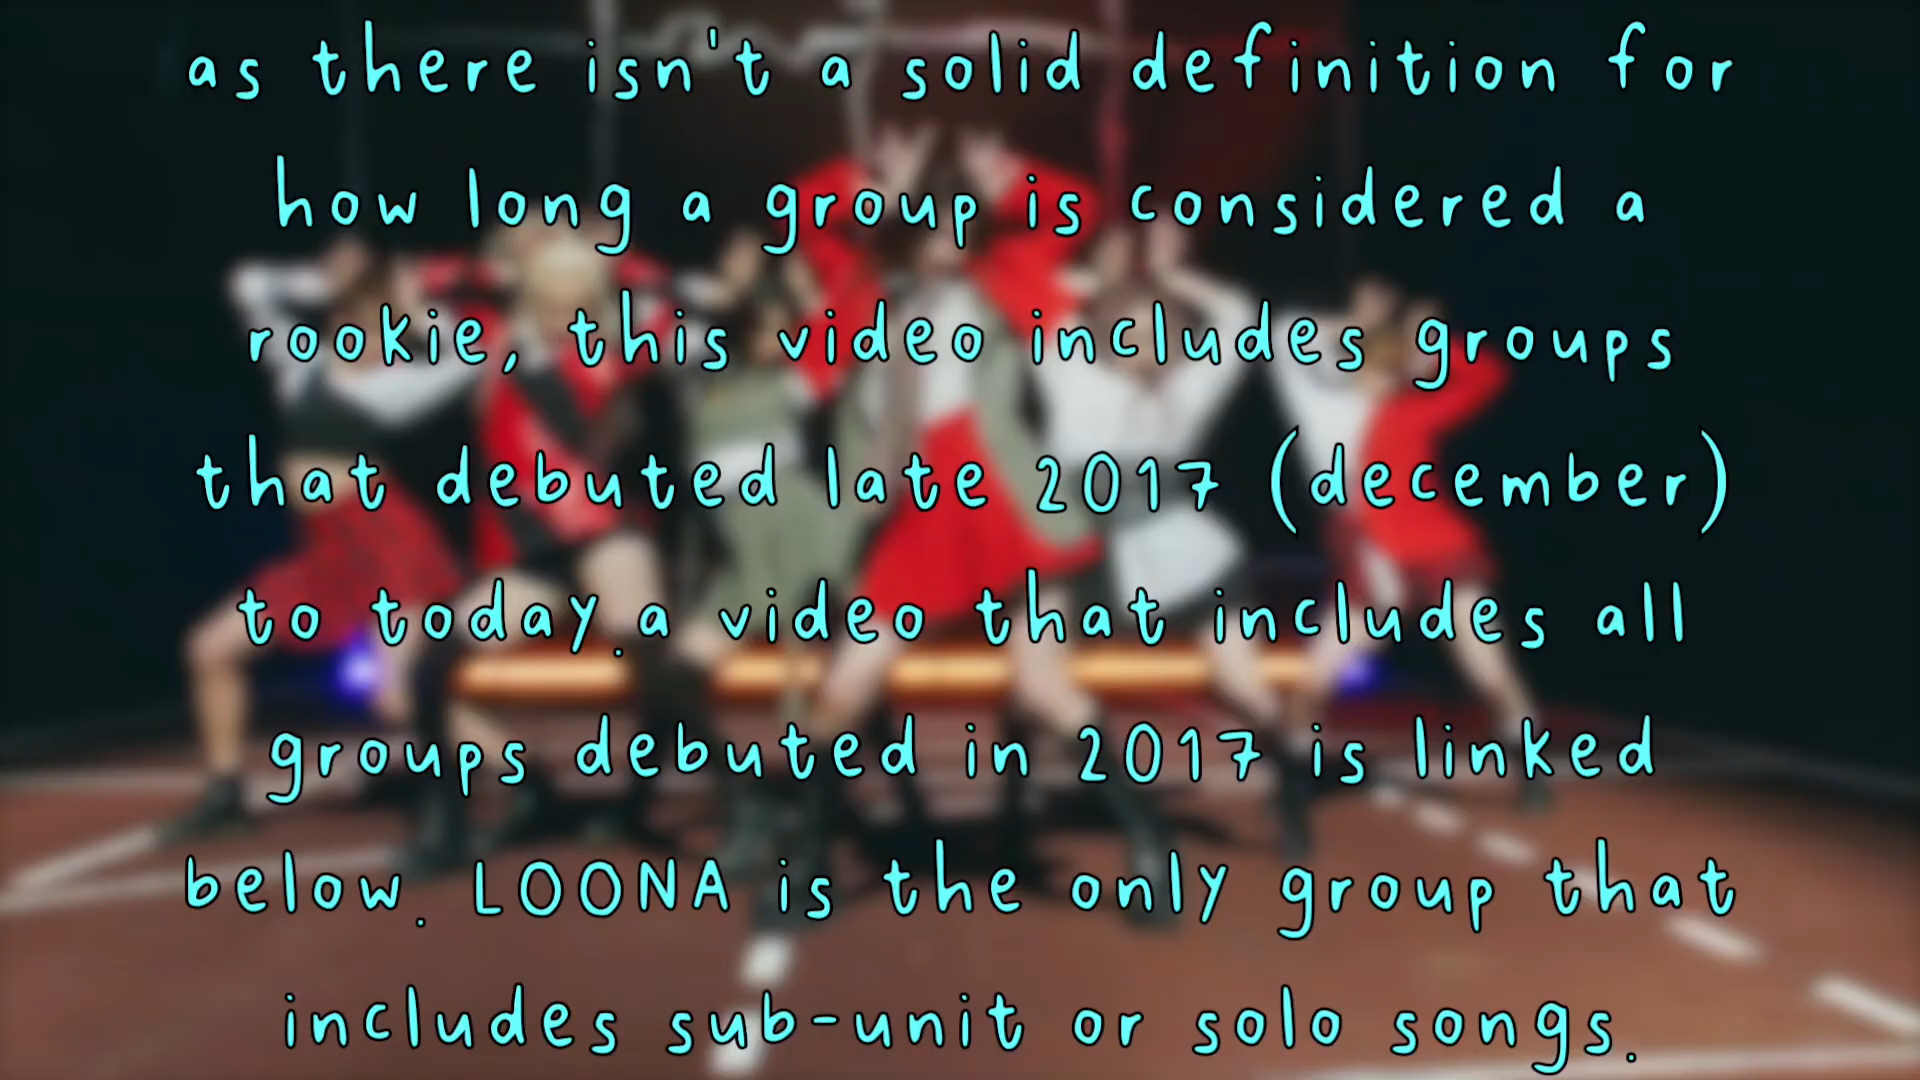 as there isn't a solid definition for
how long a group is considered a
rookie, this video includes groups
that debuted late 2017 (december)
to today. a video that includes all
groups debuted in 2017 is linked
below. LOONA is the only group that
includes sub-unit or solo songs.